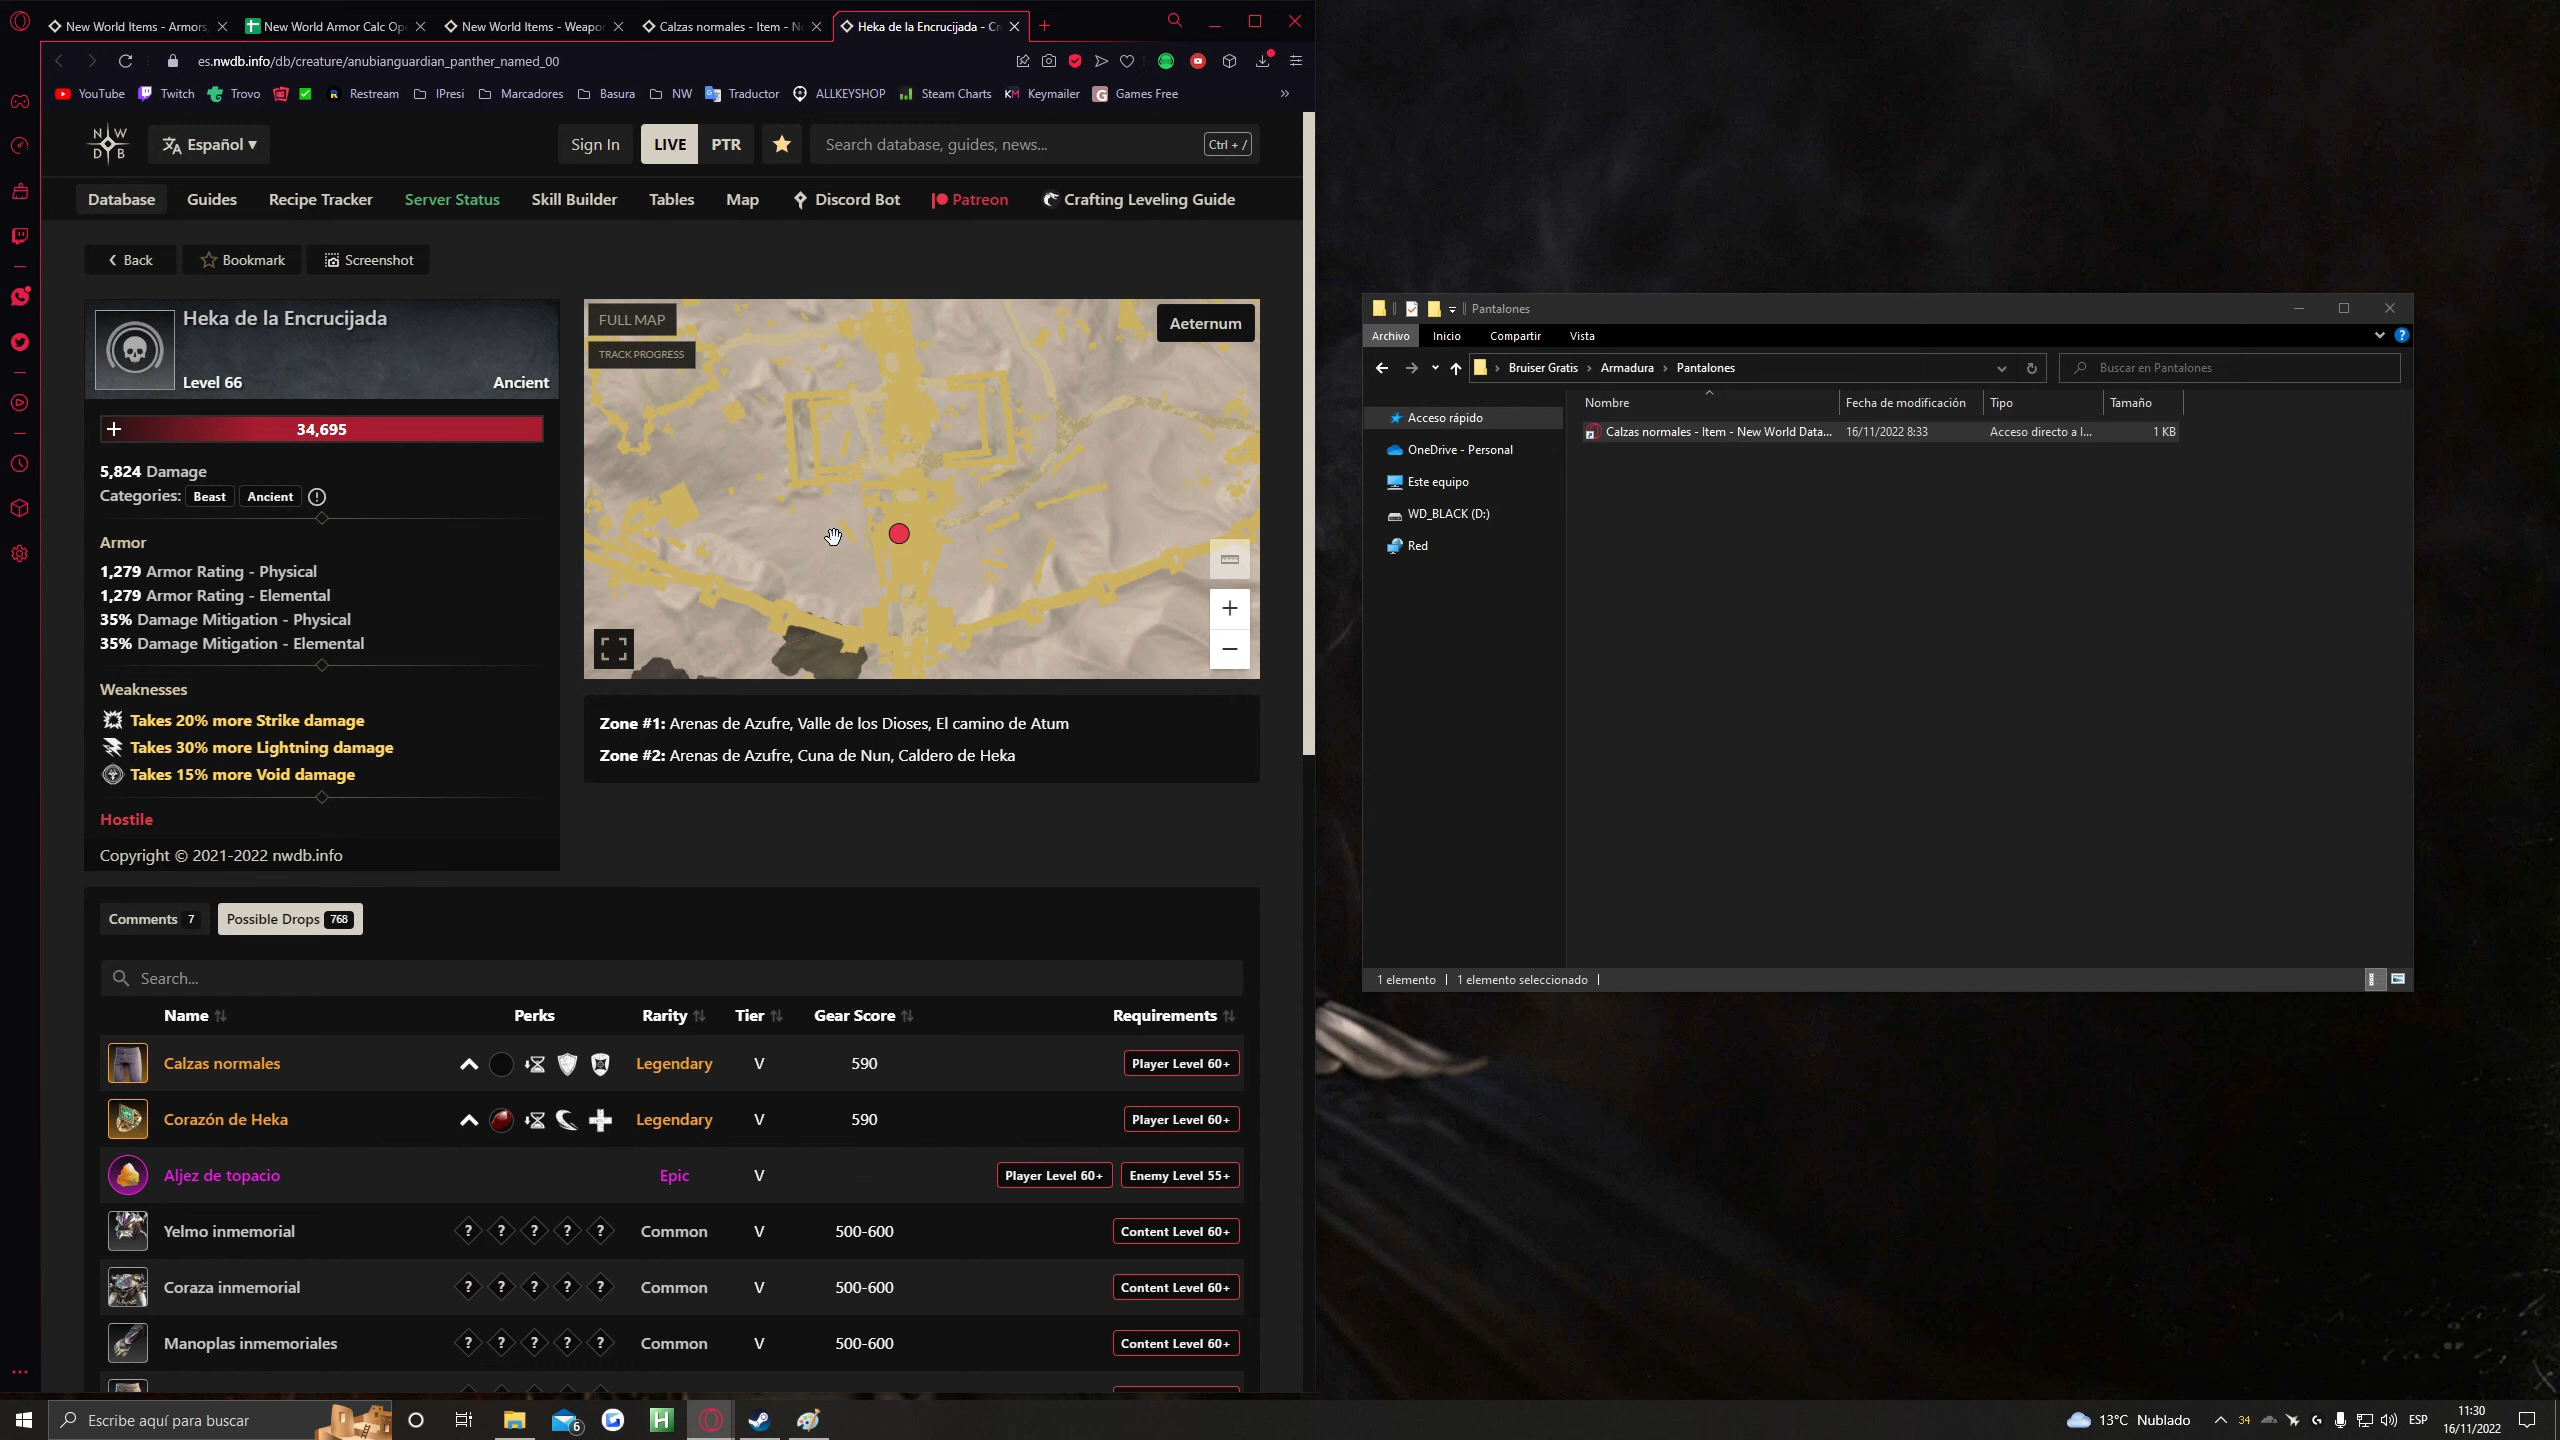 New World Items - Armors,
New World Armor Calc Op
New World Items - Weapo
Calzas normales - Item - N
Heka de la Encrucijada - Cr
es.nwdb.info/db/creature/anubianguardian_panther_named_00
YouTube
Twitch
Trovo
Restream
IPresi
Marcadores
Basura
NW
Traductor
ALLKEYSHOP
Steam Charts
KM Keymailer
Games Free
N W
D B
Español ▾
Sign In
LIVE
PTR
Search database, guides, news...
Ctrl + /
Database
Guides
Recipe Tracker
Server Status
Skill Builder
Tables
Map
Discord Bot
Patreon
Crafting Leveling Guide
Back
Bookmark
Screenshot
Heka de la Encrucijada
Level 66
Ancient
34,695
5,824 Damage
Categories: Beast Ancient
Armor
1,279 Armor Rating - Physical
1,279 Armor Rating - Elemental
35% Damage Mitigation - Physical
35% Damage Mitigation - Elemental
Weaknesses
Takes 20% more Strike damage
Takes 30% more Lightning damage
Takes 15% more Void damage
Hostile
Copyright © 2021-2022 nwdb.info
FULL MAP
TRACK PROGRESS
Aeternum
Zone #1: Arenas de Azufre, Valle de los Dioses, El camino de Atum
Zone #2: Arenas de Azufre, Cuna de Nun, Caldero de Heka
Comments 7
Possible Drops 768
Search...
Name Perks Rarity Tier Gear Score Requirements
Calzas normales Legendary V 590 Player Level 60+
Corazón de Heka Legendary V 590 Player Level 60+
Aljez de topacio Epic V Player Level 60+ Enemy Level 55+
Yelmo inmemorial ? ? ? ? ? Common V 500-600 Content Level 60+
Coraza inmemorial ? ? ? ? ? Common V 500-600 Content Level 60+
Manoplas inmemoriales ? ? ? ? ? Common V 500-600 Content Level 60+
Pantalones
Archivo
Inicio
Compartir
Vista
Bruiser Gratis › Armadura › Pantalones
Buscar en Pantalones
Nombre
Fecha de modificación
Tipo
Tamaño
Calzas normales - Item - New World Data...
16/11/2022 8:33
Acceso directo a I...
1 KB
Acceso rápido
OneDrive - Personal
Este equipo
WD_BLACK (D:)
Red
1 elemento
1 elemento seleccionado
Escribe aquí para buscar
6
H
13°C Nublado
34
ESP
11:30
16/11/2022